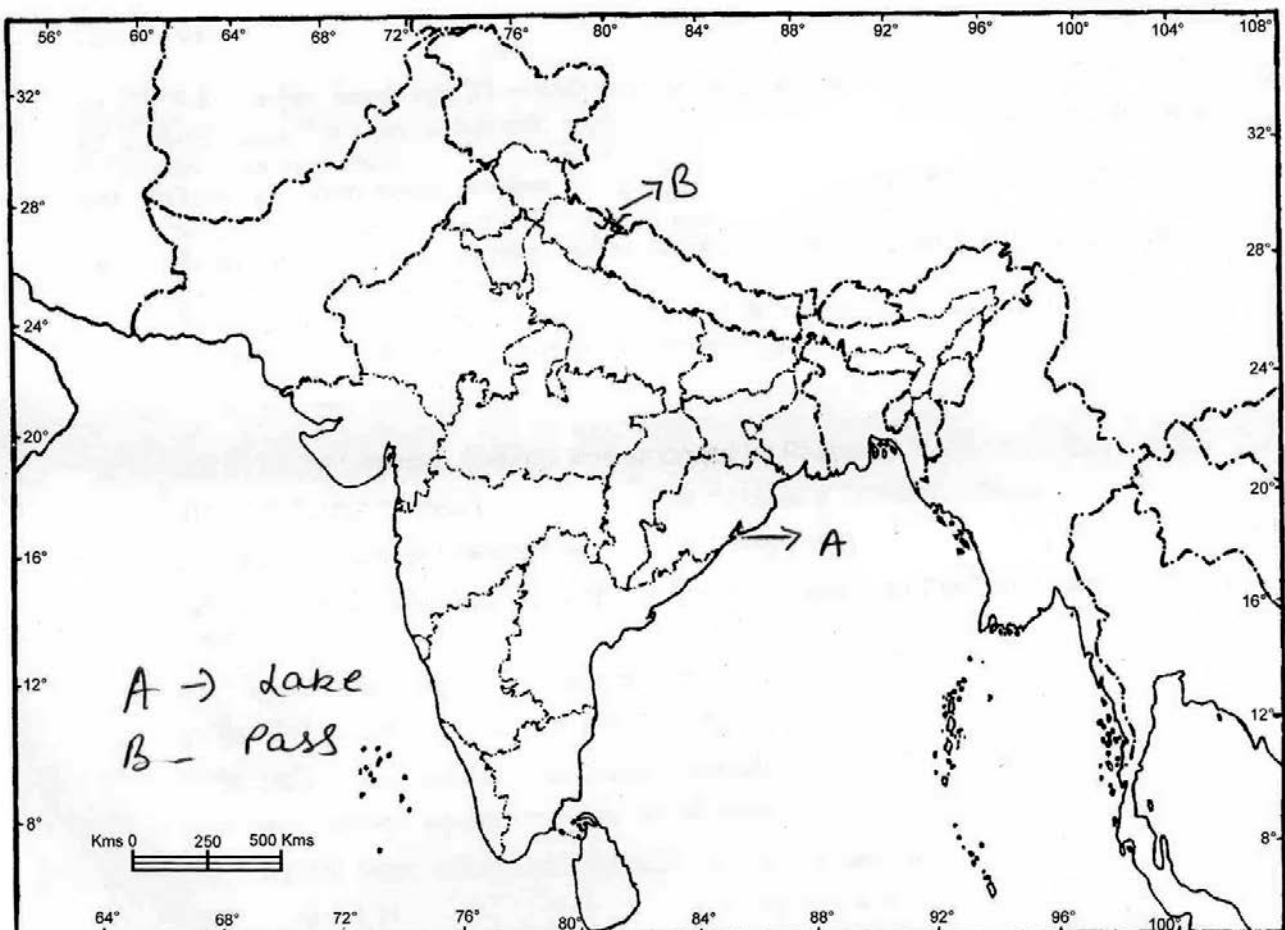 56° 60° 64° 68° 72° 76° 80° 84° 88° 92° 96° 100° 104° 108°
32° 32°
→B
28° 28°
24° 24°
20° 20°
→ A
16° 16°
12° 12°
A → Lake
B - Pass
8° 8°
Kms 0 250 500 Kms
64° 68° 72° 76° 80° 84° 88° 92° 96° 100°